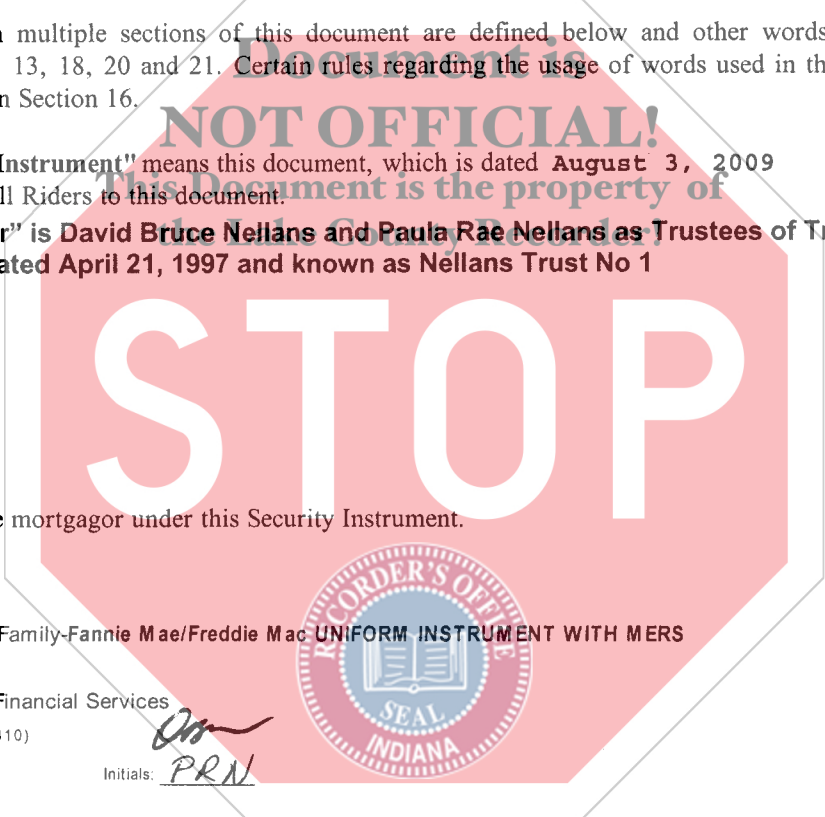 multiple sections of this document are defined below and other words
13, 18, 20 and 21. Certain rules regarding the usage of words used in th
n Section 16.
Document is
NOT OFFICIAL!
This Document is the property of
the Lake County Recorder!
Instrument" means this document, which is dated August 3, 2009
ll Riders to this document.
r" is David Bruce Nellans and Paula Rae Nellans as Trustees of Tr
ated April 21, 1997 and known as Nellans Trust No 1
STOP
e mortgagor under this Security Instrument.
RECORDER'S OFFICE
SEAL
INDIANA
Family-Fannie Mae/Freddie Mac UNIFORM INSTRUMENT WITH MERS
Financial Services
10)
Initials: PRN